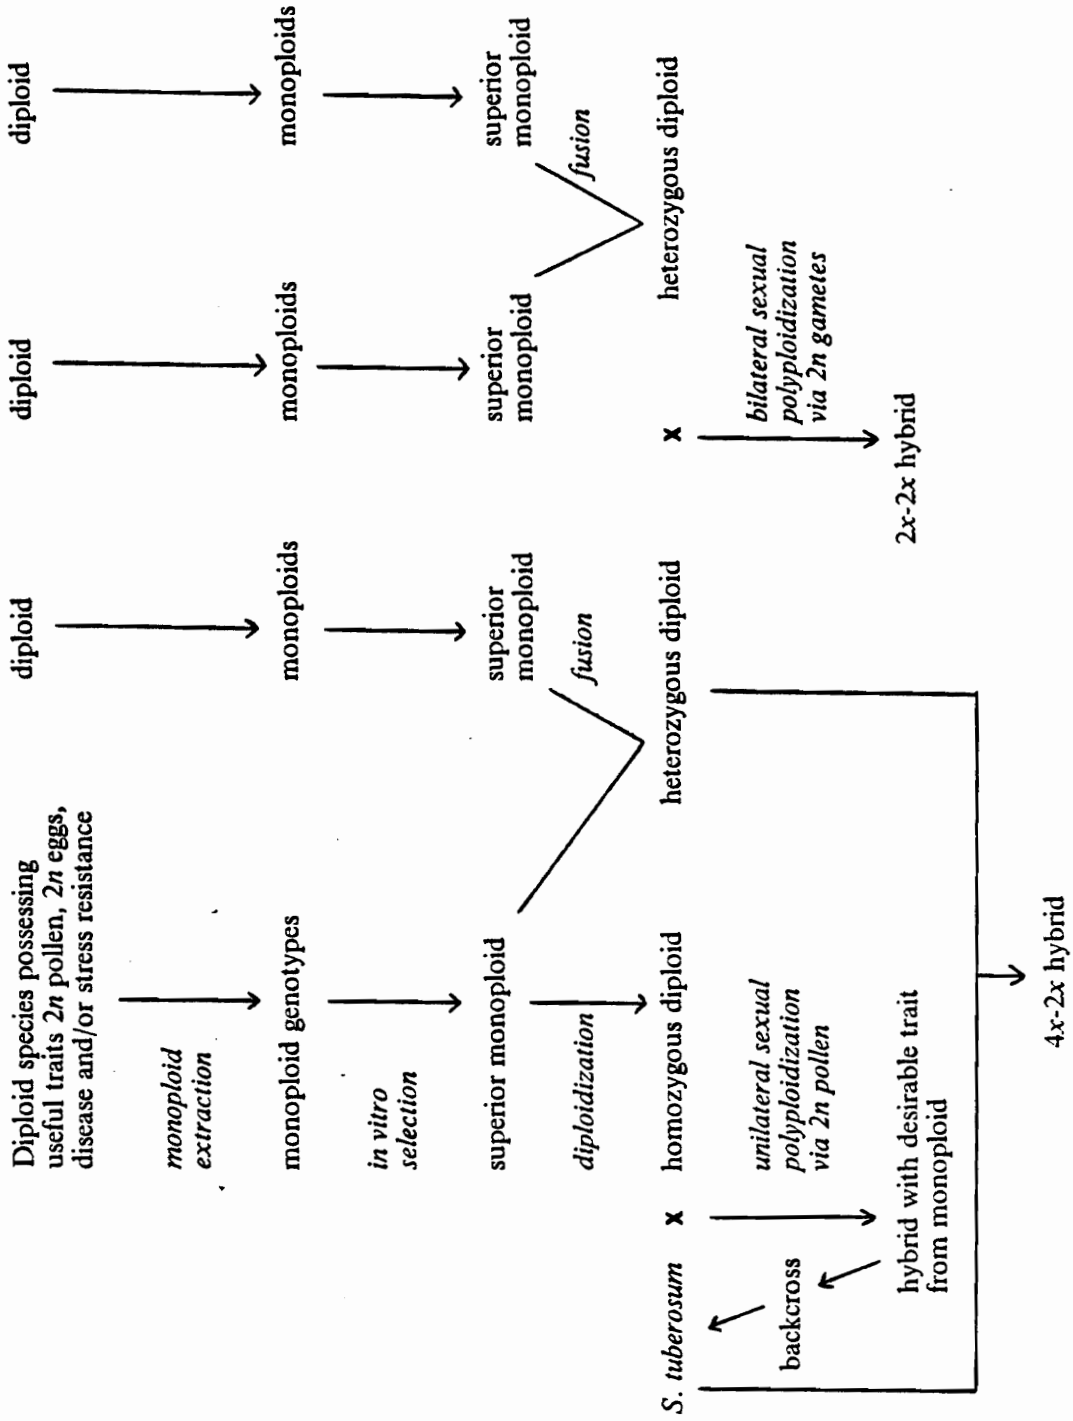 Diploid species possessing
useful traits 2n pollen, 2n eggs,
disease and/or stress resistance
diploid
diploid
diploid
monoploid
extraction
monoploid genotypes
monoploids
monoploids
monoploids
in vitro
selection
superior monoploid
superior
monoploid
superior
monoploid
superior
monoploid
diploidization
fusion
fusion
S. tuberosum
x
homozygous diploid
heterozygous diploid
x
heterozygous diploid
backcross
unilateral sexual
polyploidization
via 2n pollen
bilateral sexual
polyploidization
via 2n gametes
hybrid with desirable trait
from monoploid
2x-2x hybrid
4x-2x hybrid